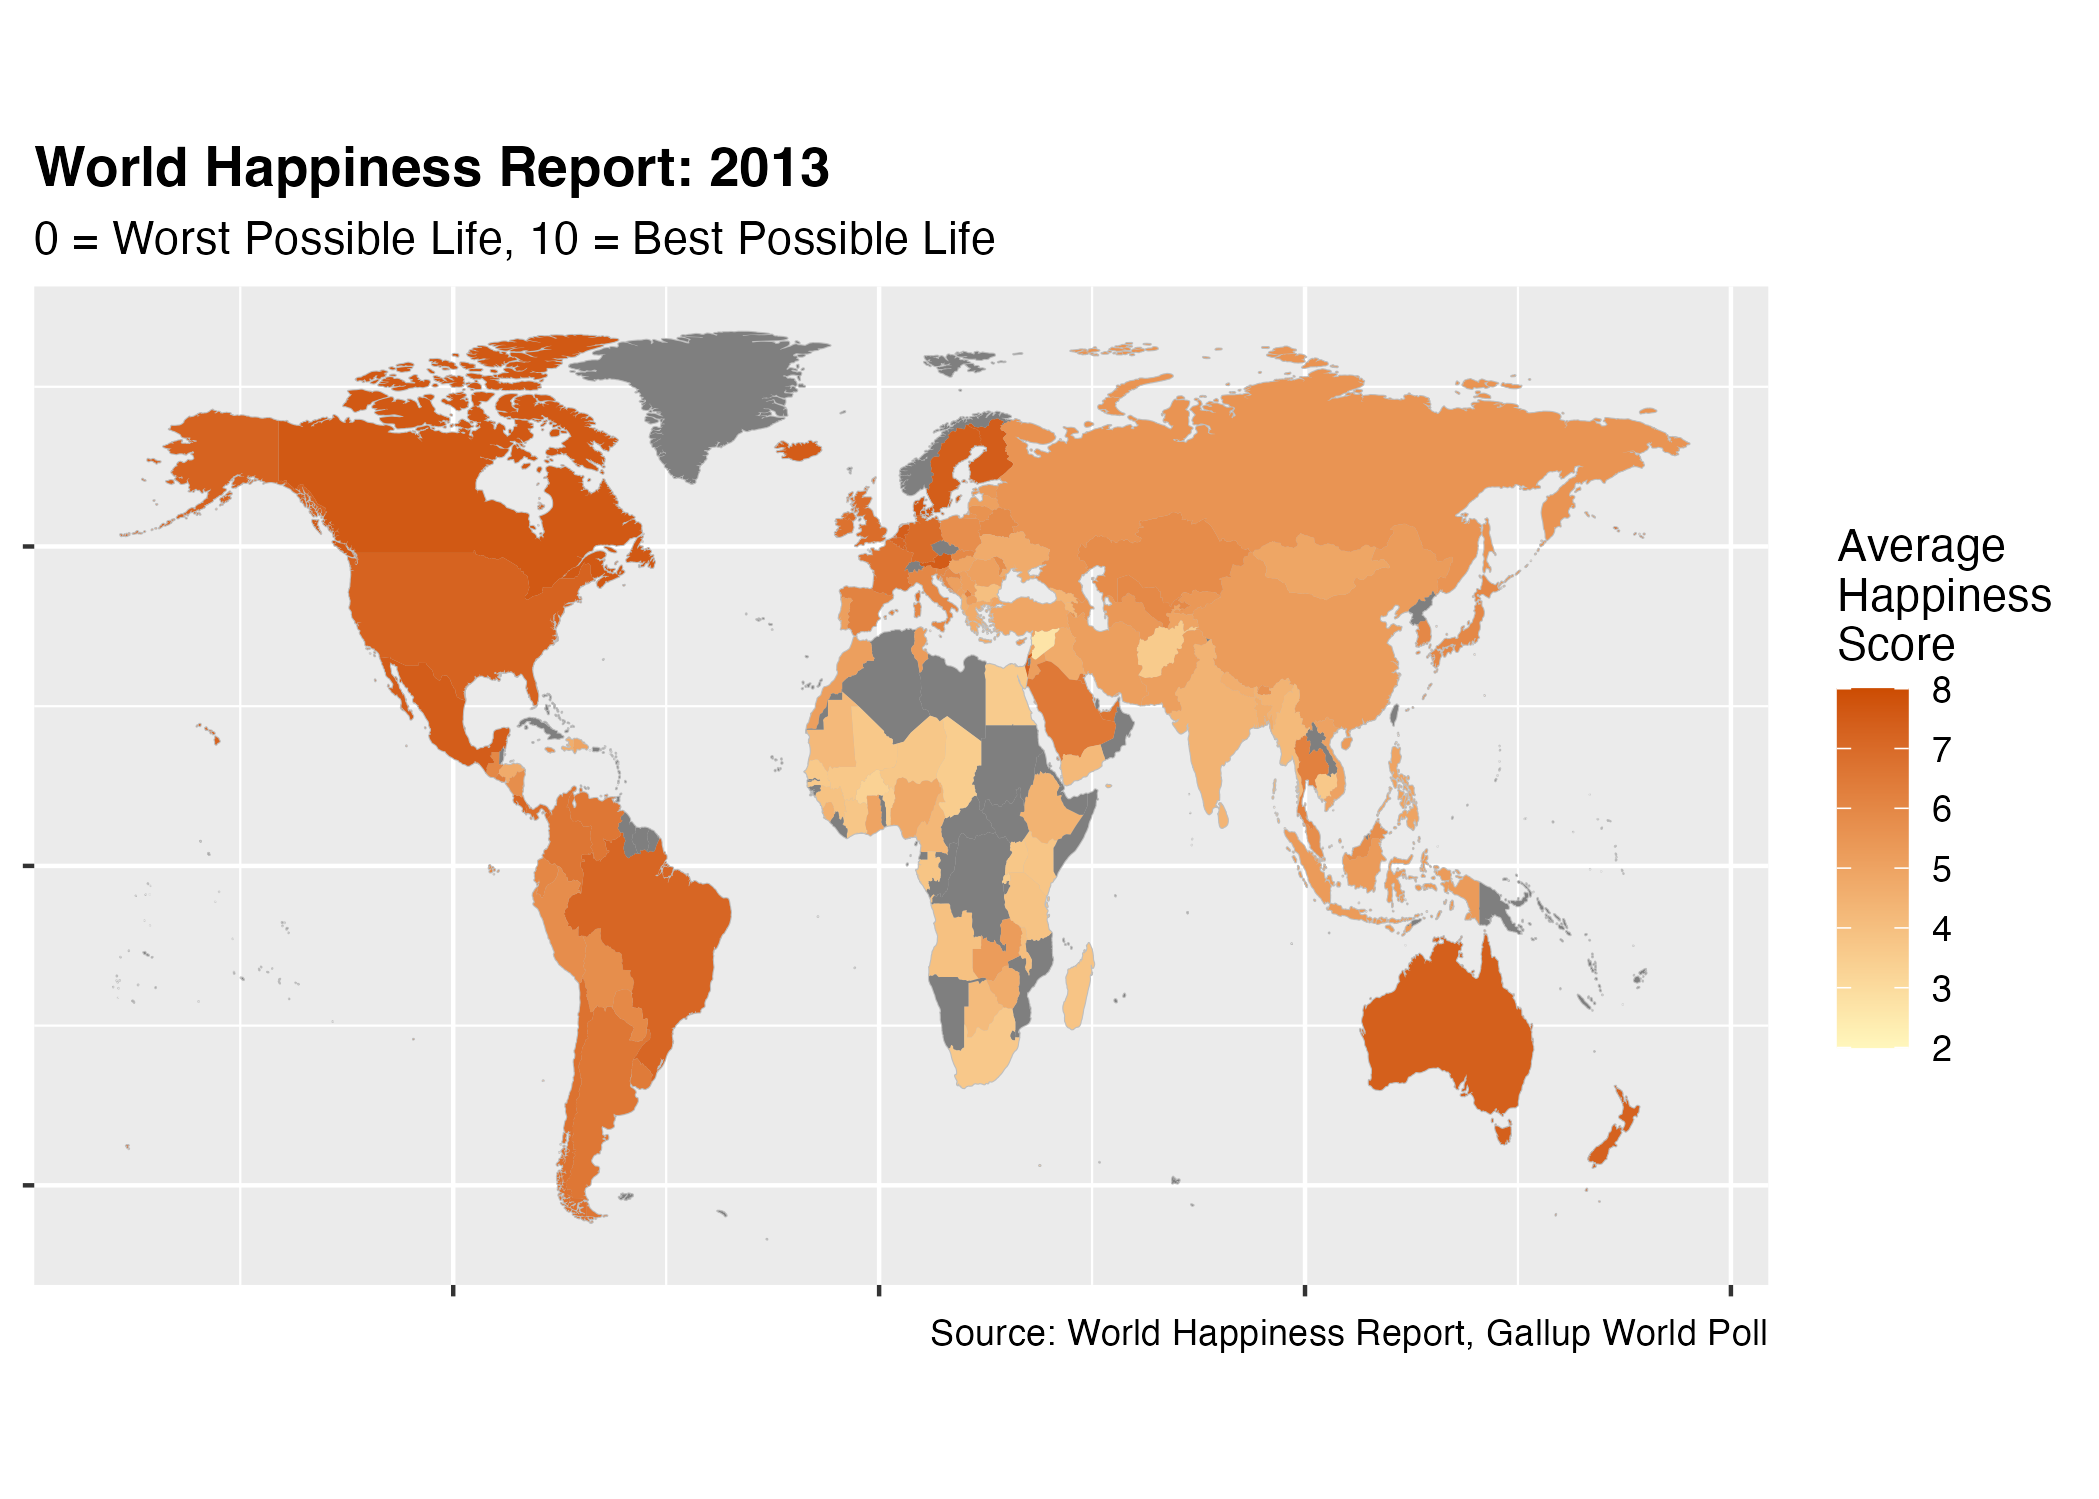 World Happiness Report: 2013
0 = Worst Possible Life, 10 = Best Possible Life
Average
Happiness
Score
8
7
6
5
4
3
2
Source: World Happiness Report, Gallup World Poll